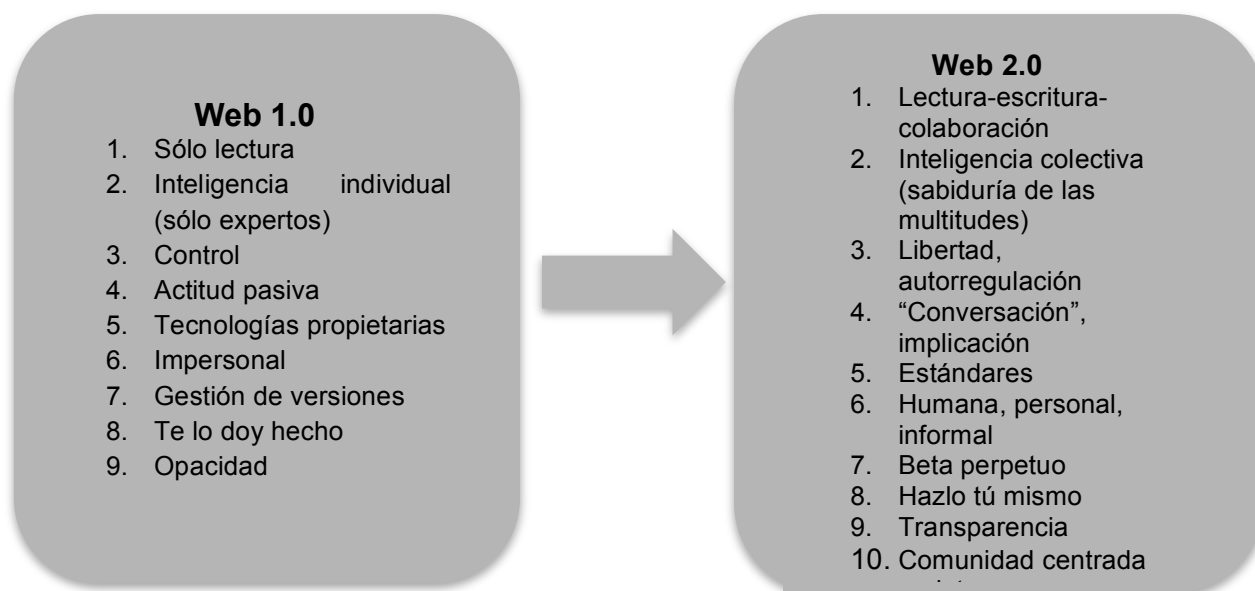 Web 1.0
1. Sólo lectura
2. Inteligencia individual
(sólo expertos)
3. Control
4. Actitud pasiva
5. Tecnologías propietarias
6. Impersonal
7. Gestión de versiones
8. Te lo doy hecho
9. Opacidad
Web 2.0
1. Lectura-escritura-
colaboración
2. Inteligencia colectiva
(sabiduría de las
multitudes)
3. Libertad,
autorregulación
4. “Conversación”,
implicación
5. Estándares
6. Humana, personal,
informal
7. Beta perpetuo
8. Hazlo tú mismo
9. Transparencia
10. Comunidad centrada